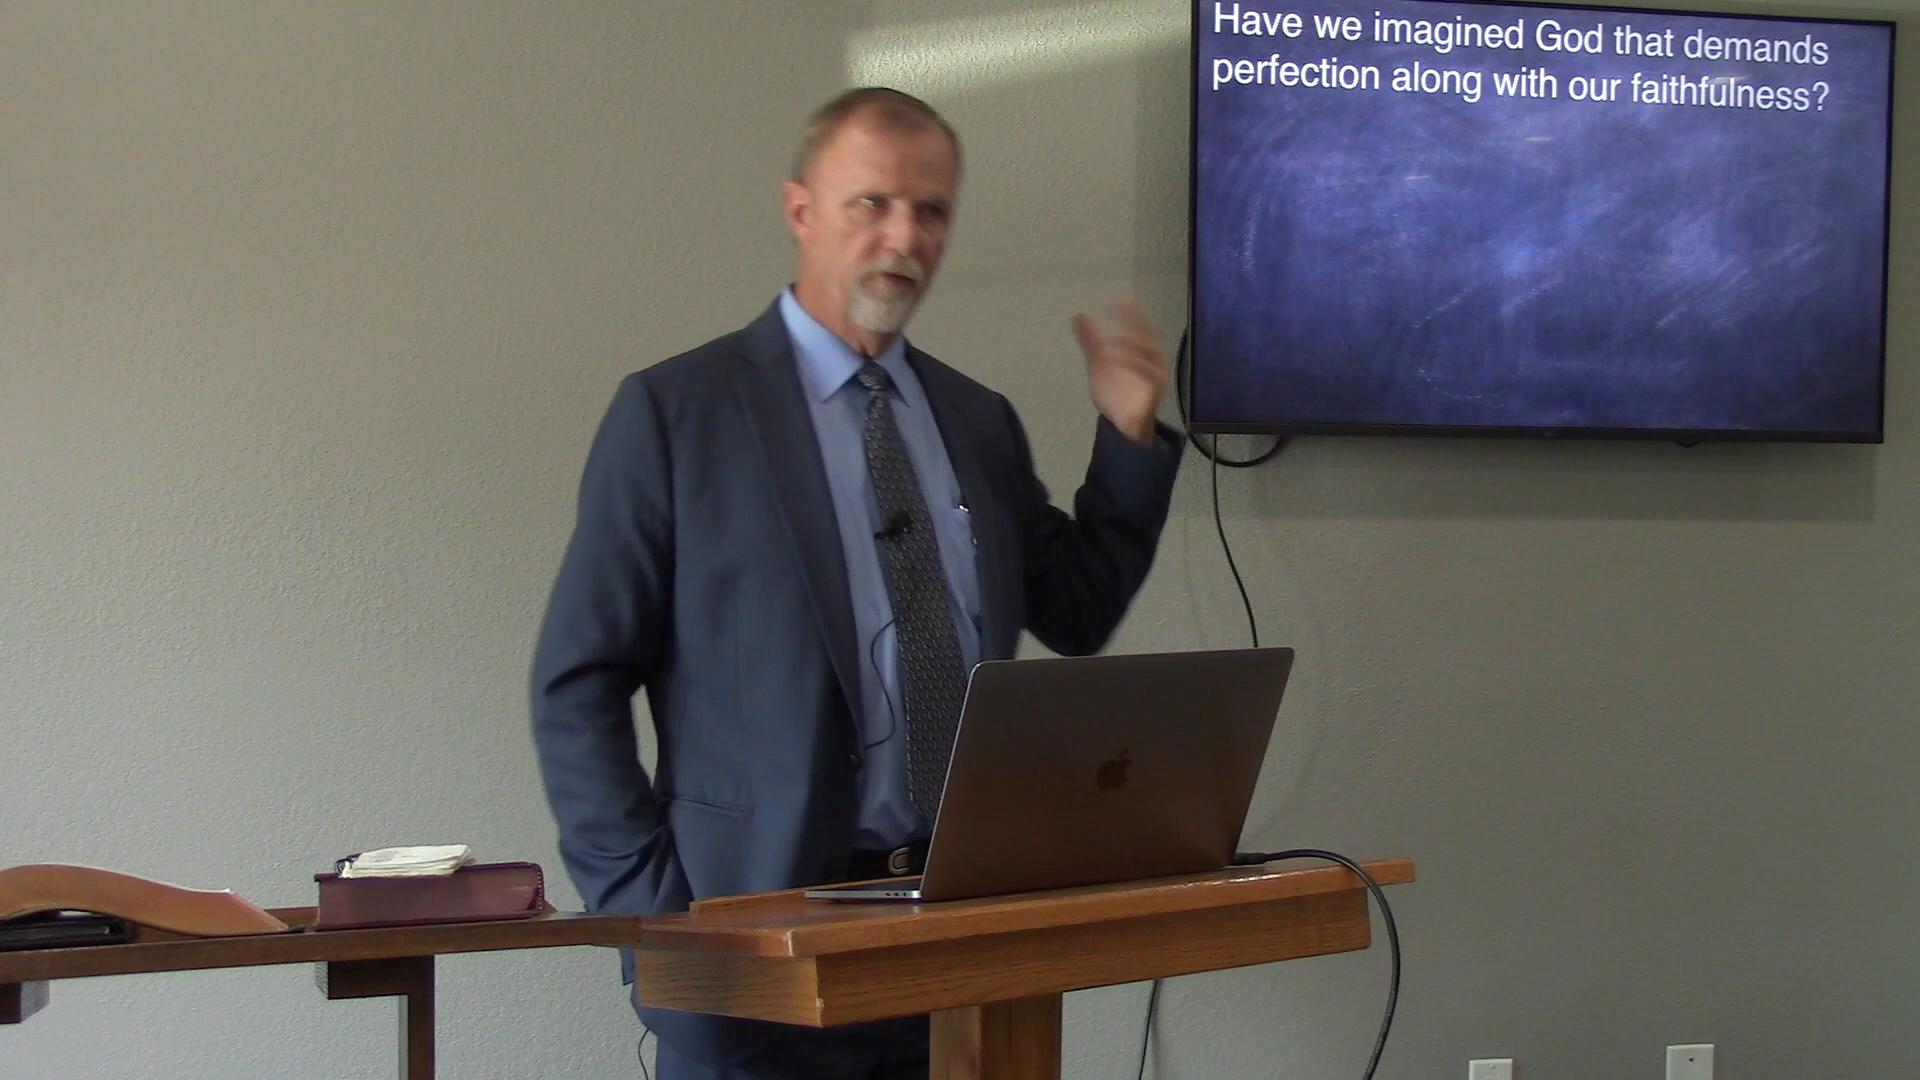 Have we imagined God that demands
perfection along with our faithfulness?